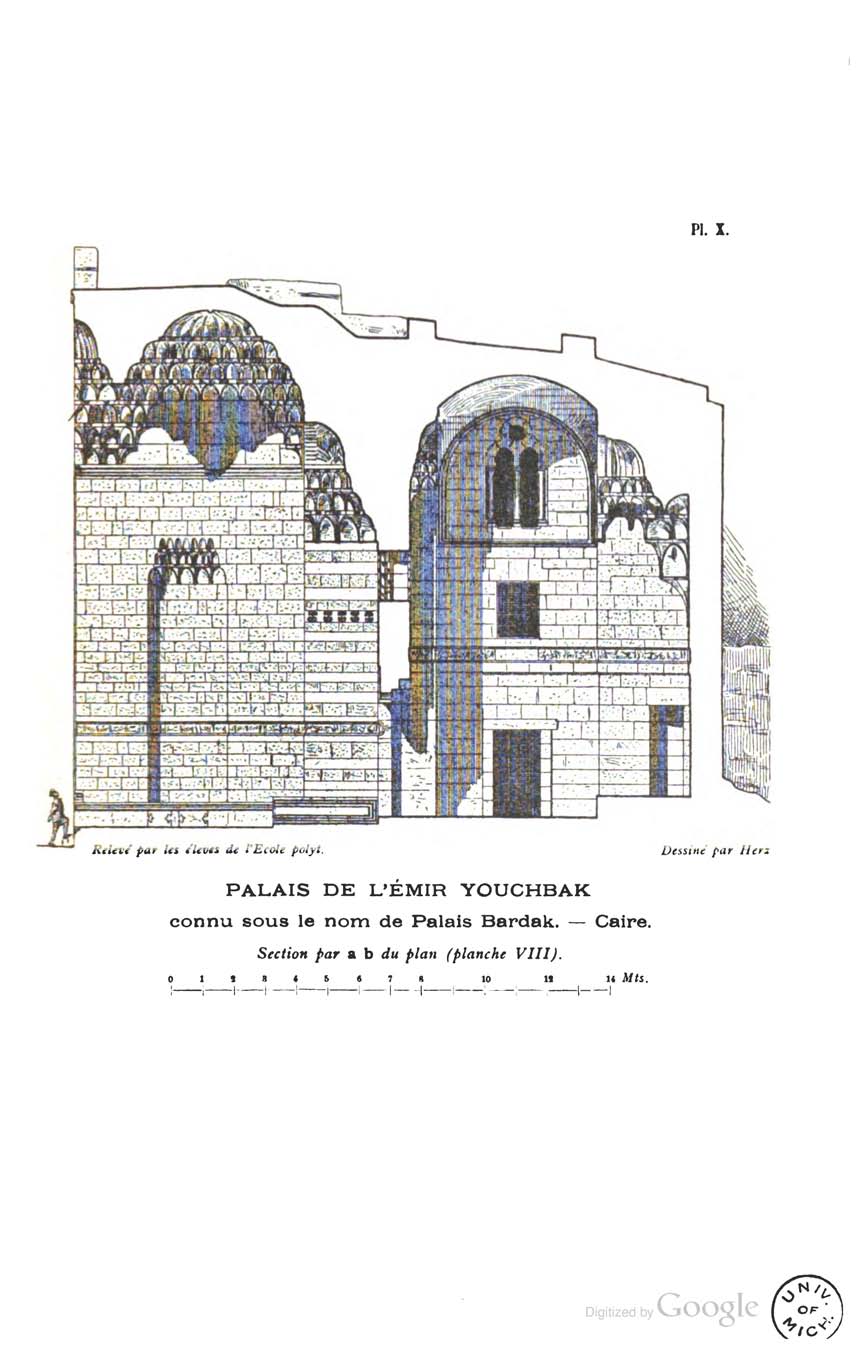 Pl. X.
Relevé par les éleves de l'Ecole polyt.
Dessiné par Herz
PALAIS DE L'ÉMIR YOUCHBAK
connu sous le nom de Palais Bardak. — Caire.
Section par a b du plan (planche VIII).
0 1 2 3 4 5 6 7 8 10 12 14 Mts.
Digitized by Google
UNIV. OF MICH.